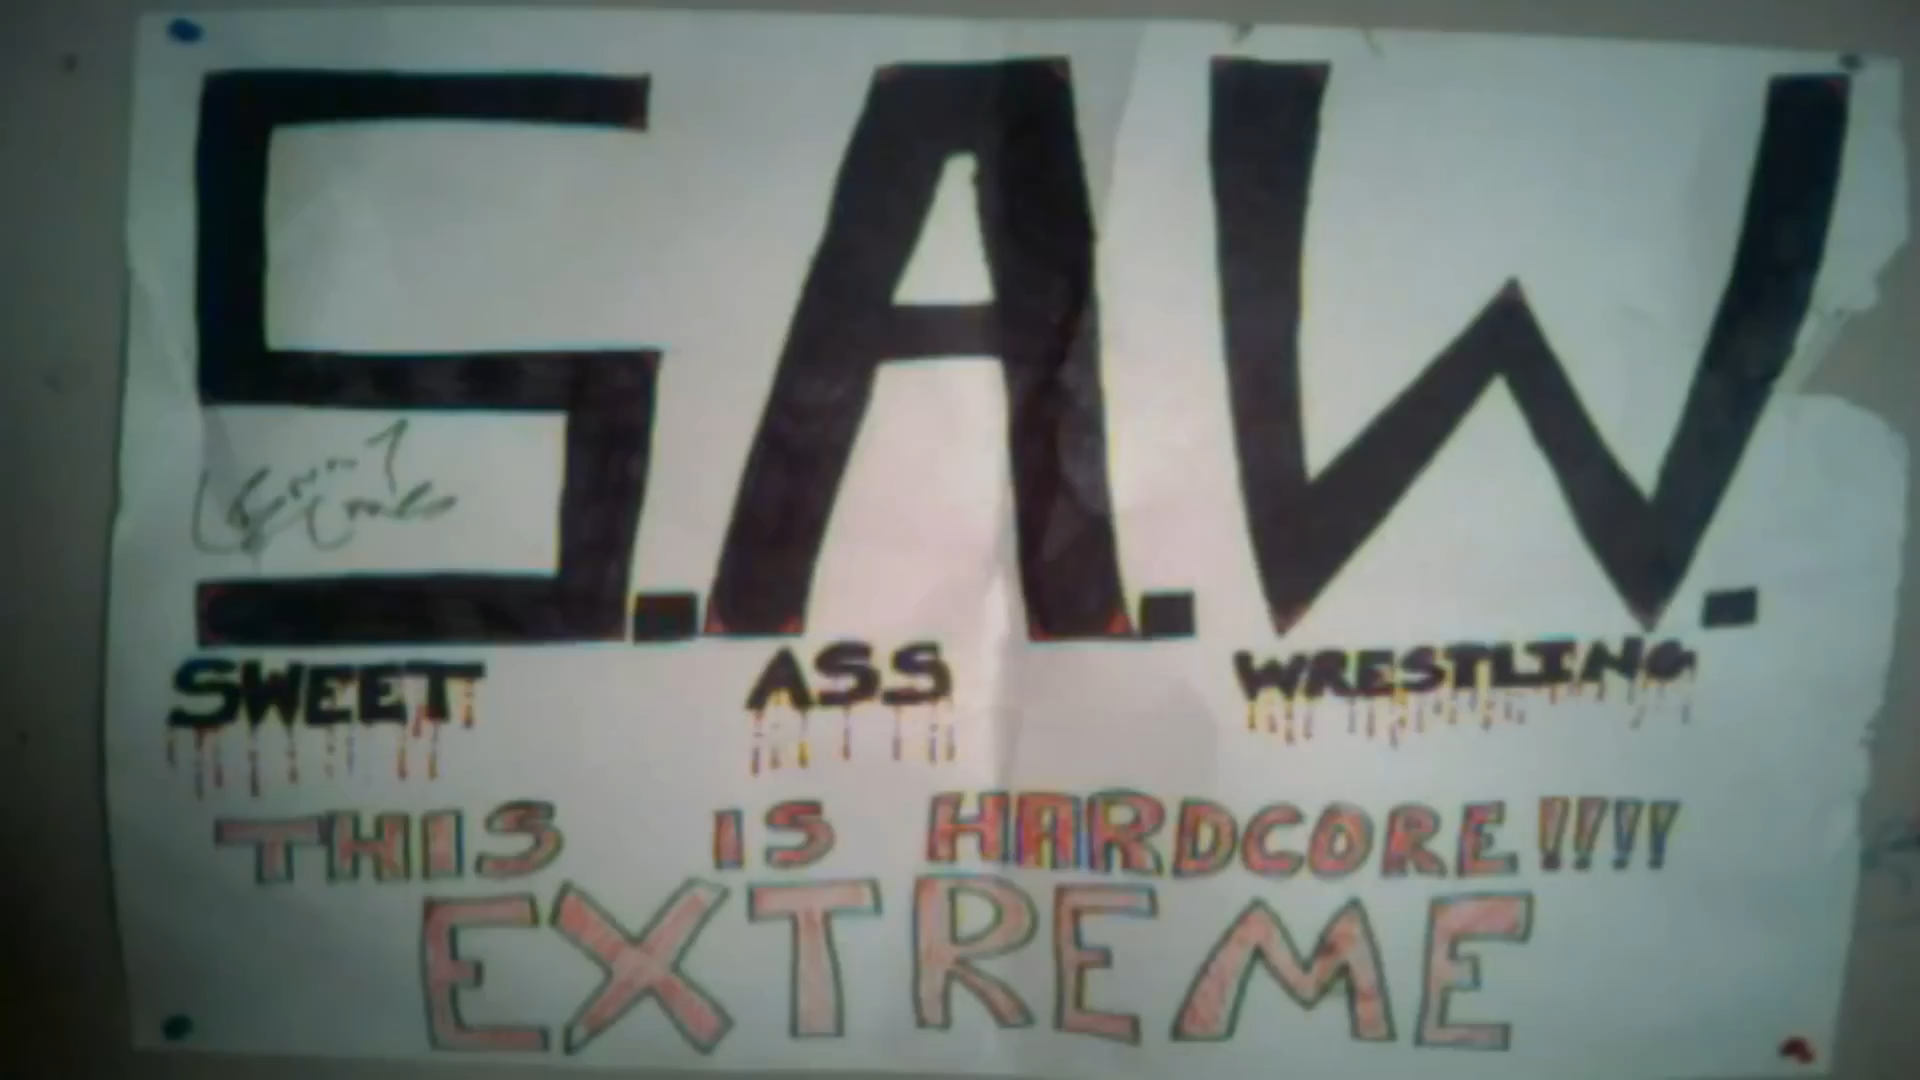 S.A.W.
SWEET ASS WRESTLING
THIS IS HARDCORE!!!!
EXTREME